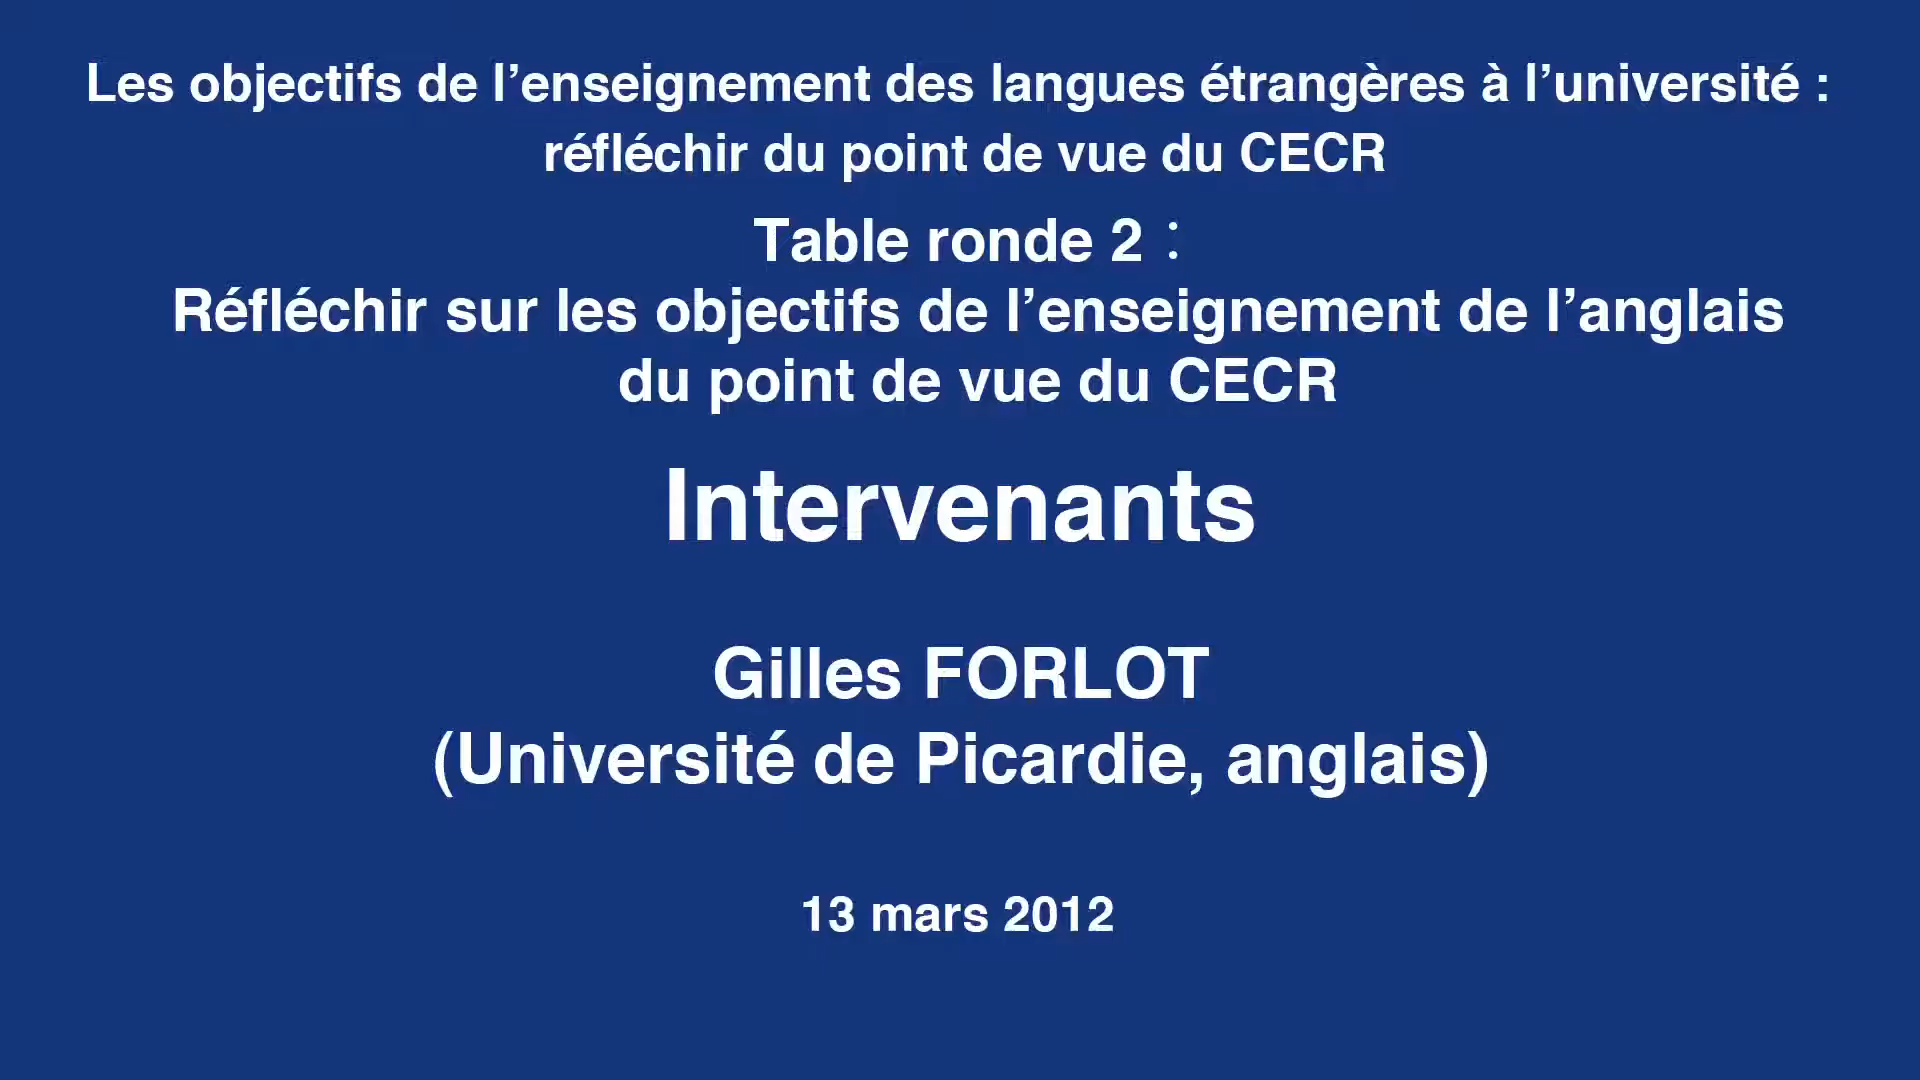 Les objectifs de l’enseignement des langues étrangères à l’université :
réfléchir du point de vue du CECR
Table ronde 2 :
Réfléchir sur les objectifs de l’enseignement de l’anglais
du point de vue du CECR
Intervenants
Gilles FORLOT
(Université de Picardie, anglais)
13 mars 2012